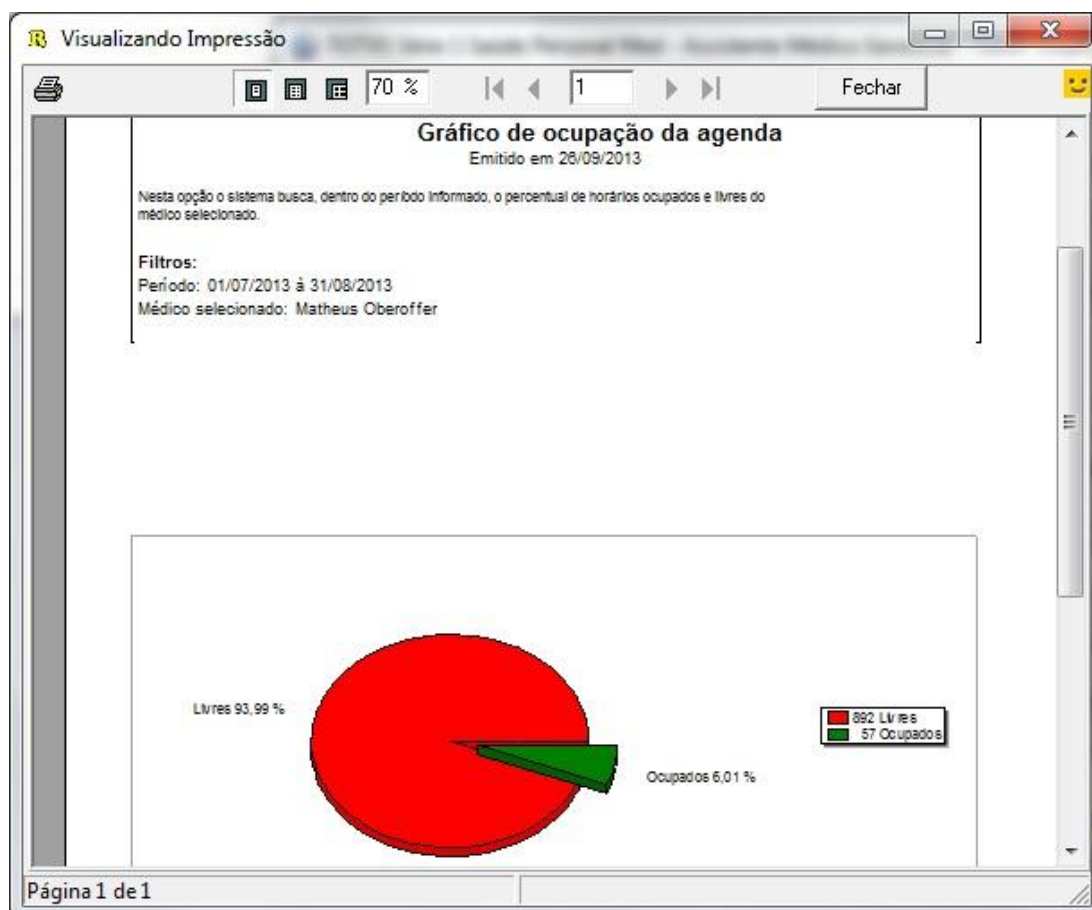 Visualizando Impressão
70 %
1
Fechar
Gráfico de ocupação da agenda
Emitido em 26/09/2013
Nesta opção o sistema busca, dentro do período informado, o percentual de horários ocupados e livres do
médico selecionado.
Filtros:
Período: 01/07/2013 à 31/08/2013
Médico selecionado: Matheus Oberoffer
Livres 93,99 %
892 Livres
57 Ocupados
Ocupados 6,01 %
Página 1 de 1